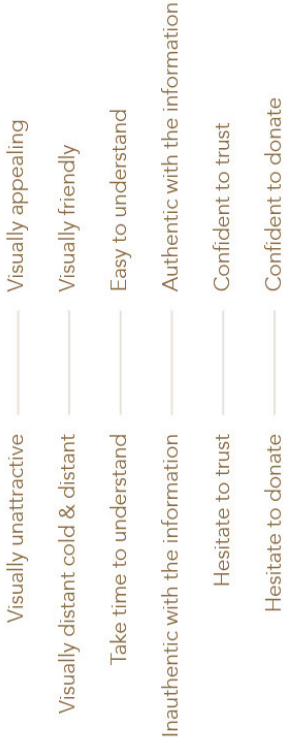 Visually unattractive — Visually appealing
Visually distant cold & distant — Visually friendly
Take time to understand — Easy to understand
Inauthentic with the information — Authentic with the information
Hesitate to trust — Confident to trust
Hesitate to donate — Confident to donate